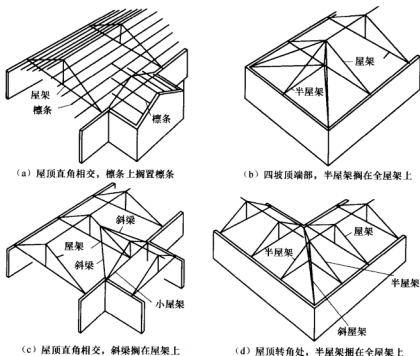 屋架
檩条
檩条
(a) 屋顶直角相交，檩条上搁置檩条
屋架
半屋架
(b) 四坡顶端部，半屋架搁在全屋架上
斜梁
屋架
斜梁
小屋架
(c) 屋顶直角相交，斜梁搁在屋架上
屋架
半屋架
半屋架
斜屋架
(d) 屋顶转角处，半屋架捆在全屋架上